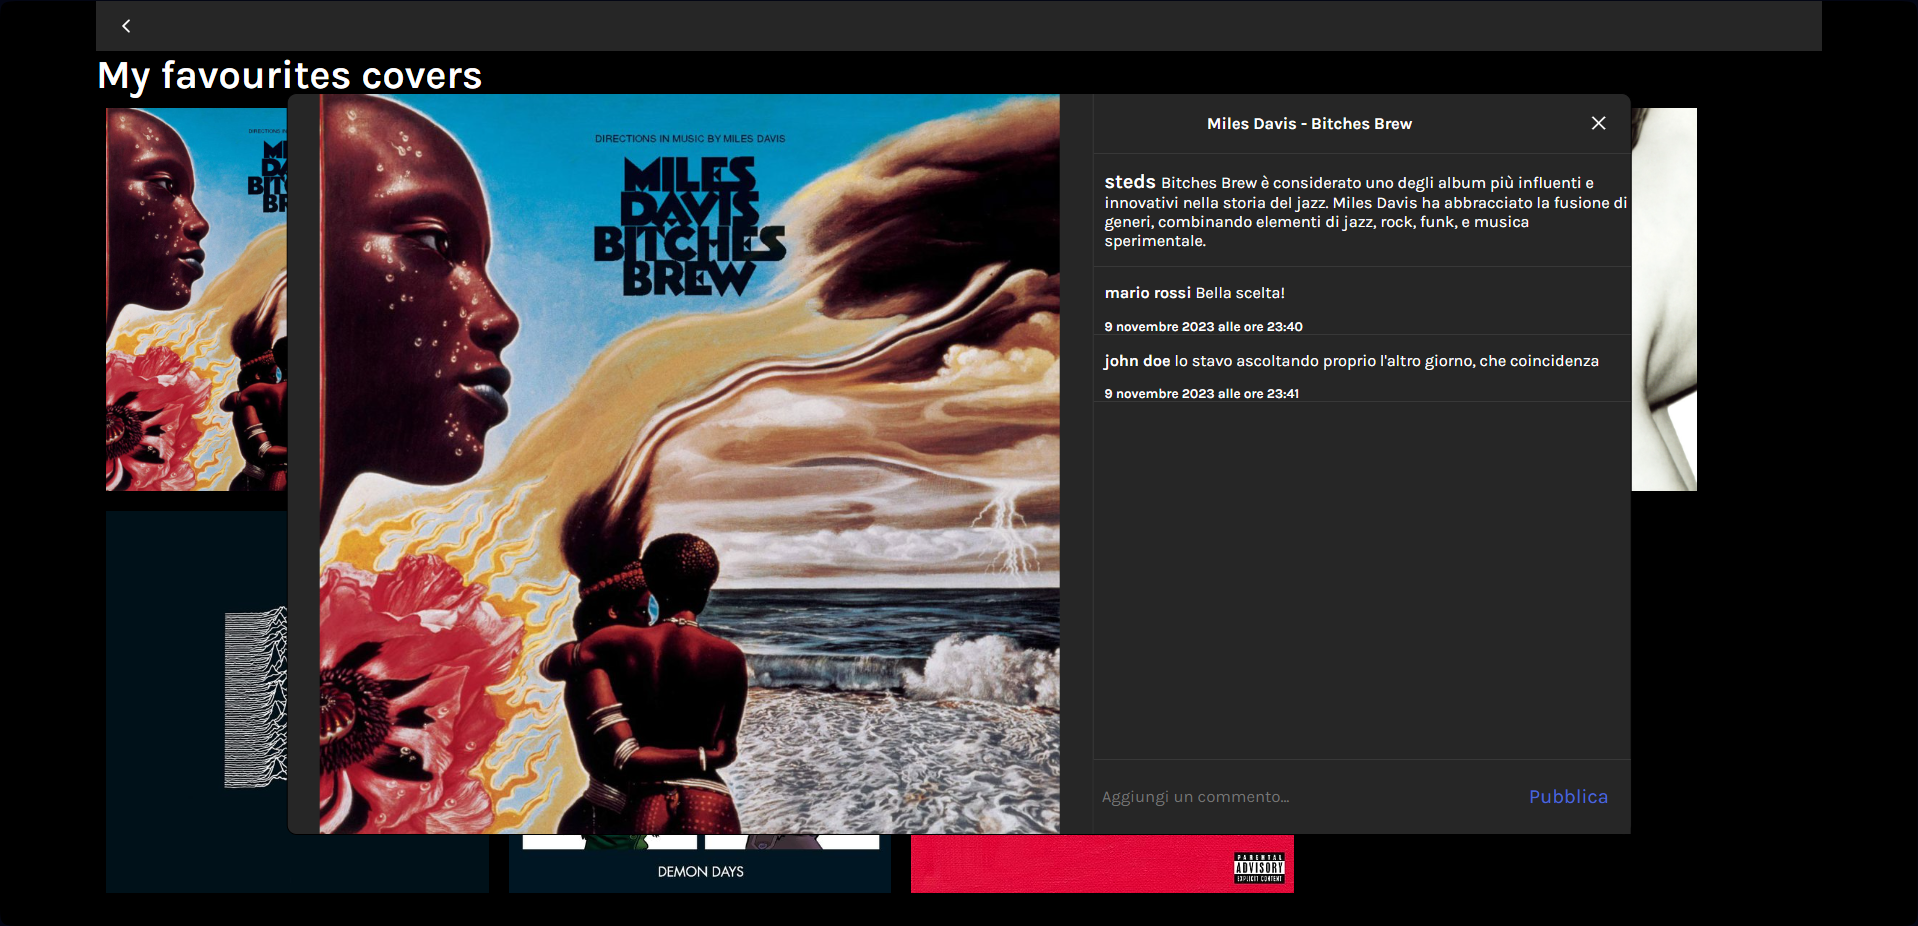 My favourites covers
DIRECTIONS IN
DIRECTIONS IN MUSIC BY MILES DAVIS
MILES
DAVIS
BITCHES
BREW
Miles Davis - Bitches Brew
steds Bitches Brew è considerato uno degli album più influenti e
innovativi nella storia del jazz. Miles Davis ha abbracciato la fusione di
generi, combinando elementi di jazz, rock, funk, e musica
sperimentale.
mario rossi Bella scelta!
9 novembre 2023 alle ore 23:40
john doe lo stavo ascoltando proprio l'altro giorno, che coincidenza
9 novembre 2023 alle ore 23:41
Aggiungi un commento...
Pubblica
DEMON DAYS
PARENTAL
ADVISORY
EXPLICIT CONTENT